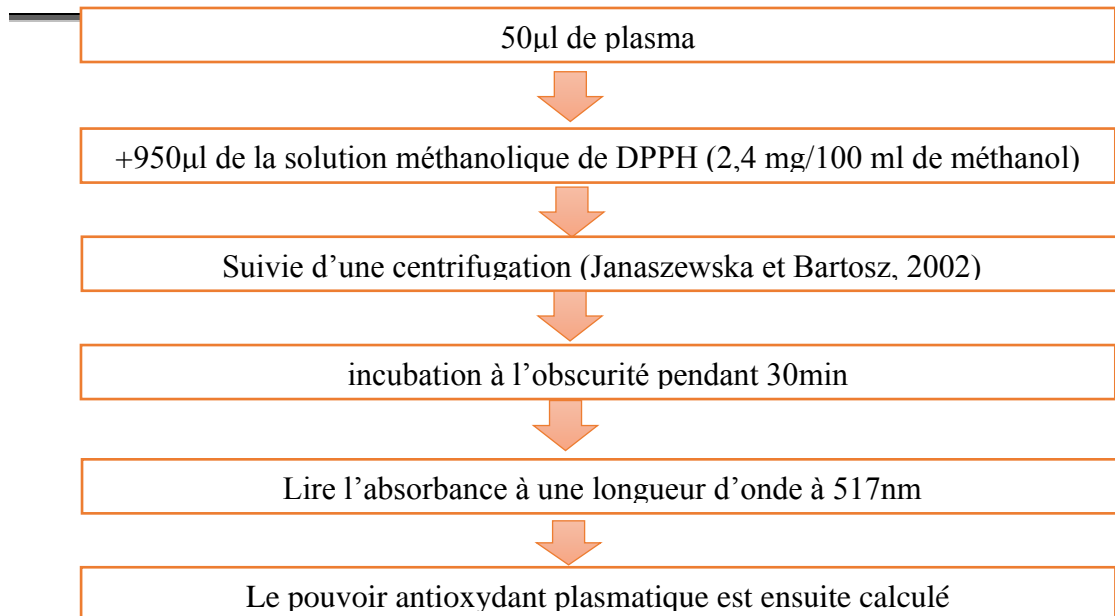 50μl de plasma
+950μl de la solution méthanolique de DPPH (2,4 mg/100 ml de méthanol)
Suivie d’une centrifugation (Janaszewska et Bartosz, 2002)
incubation à l’obscurité pendant 30min
Lire l’absorbance à une longueur d’onde à 517nm
Le pouvoir antioxydant plasmatique est ensuite calculé